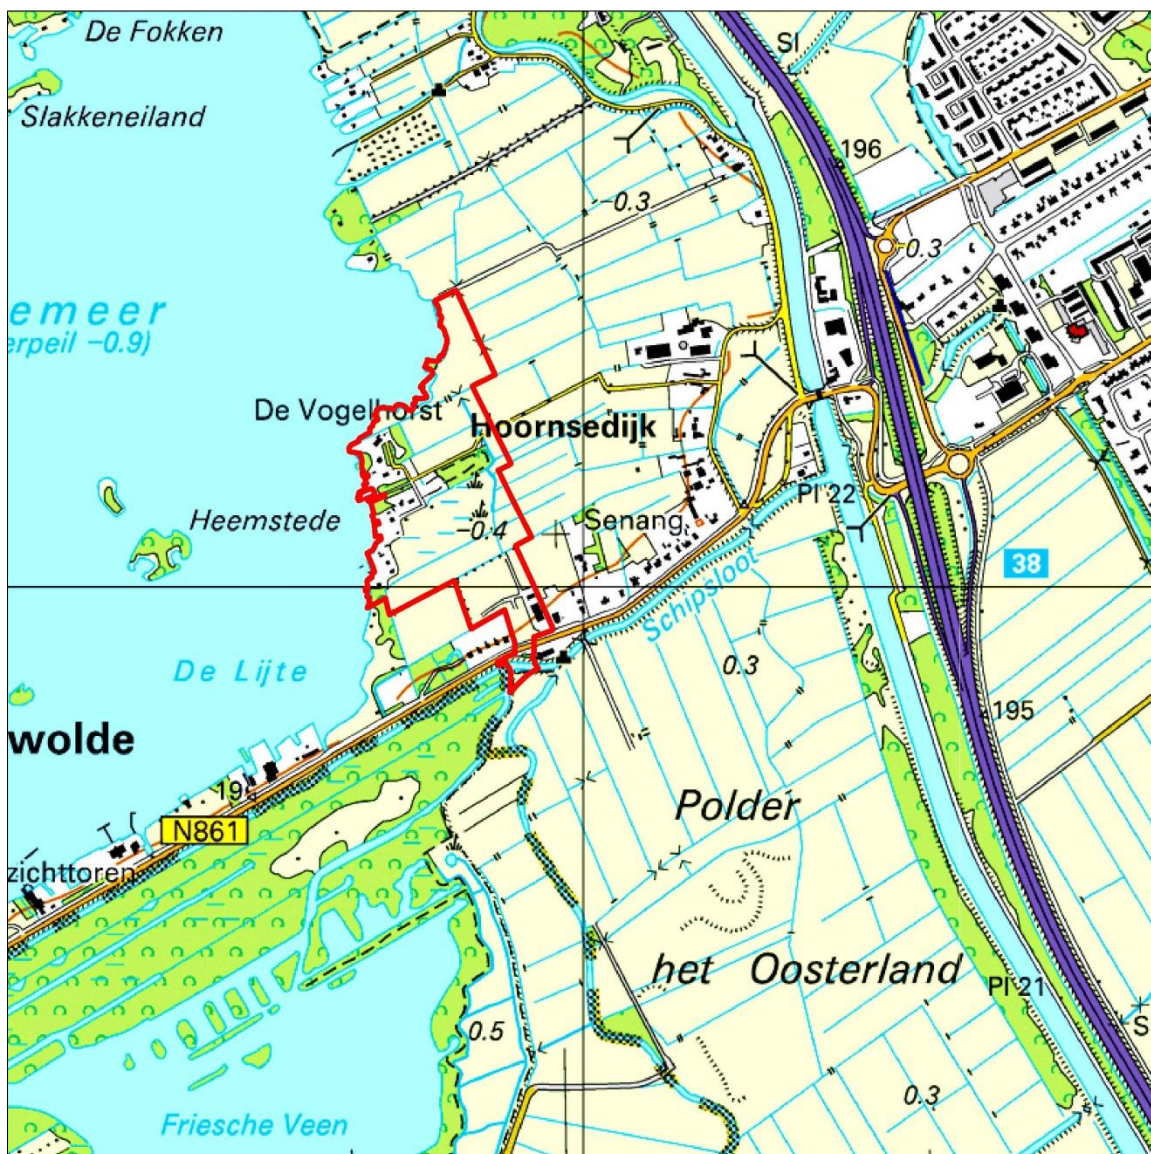 De Fokken
Sl
Slakkeneiland
196
-0.3
0.3
emeer
erpeil -0.9)
De Vogelhorst
Hoornsedijk
Pl 22
Heemstede
-0.4
Senang
38
Schipsloot
De Lijte
0.3
195
wolde
N861
Polder
zichttoren
het Oosterland
Pl 21
S
0.5
0.3
Friesche Veen